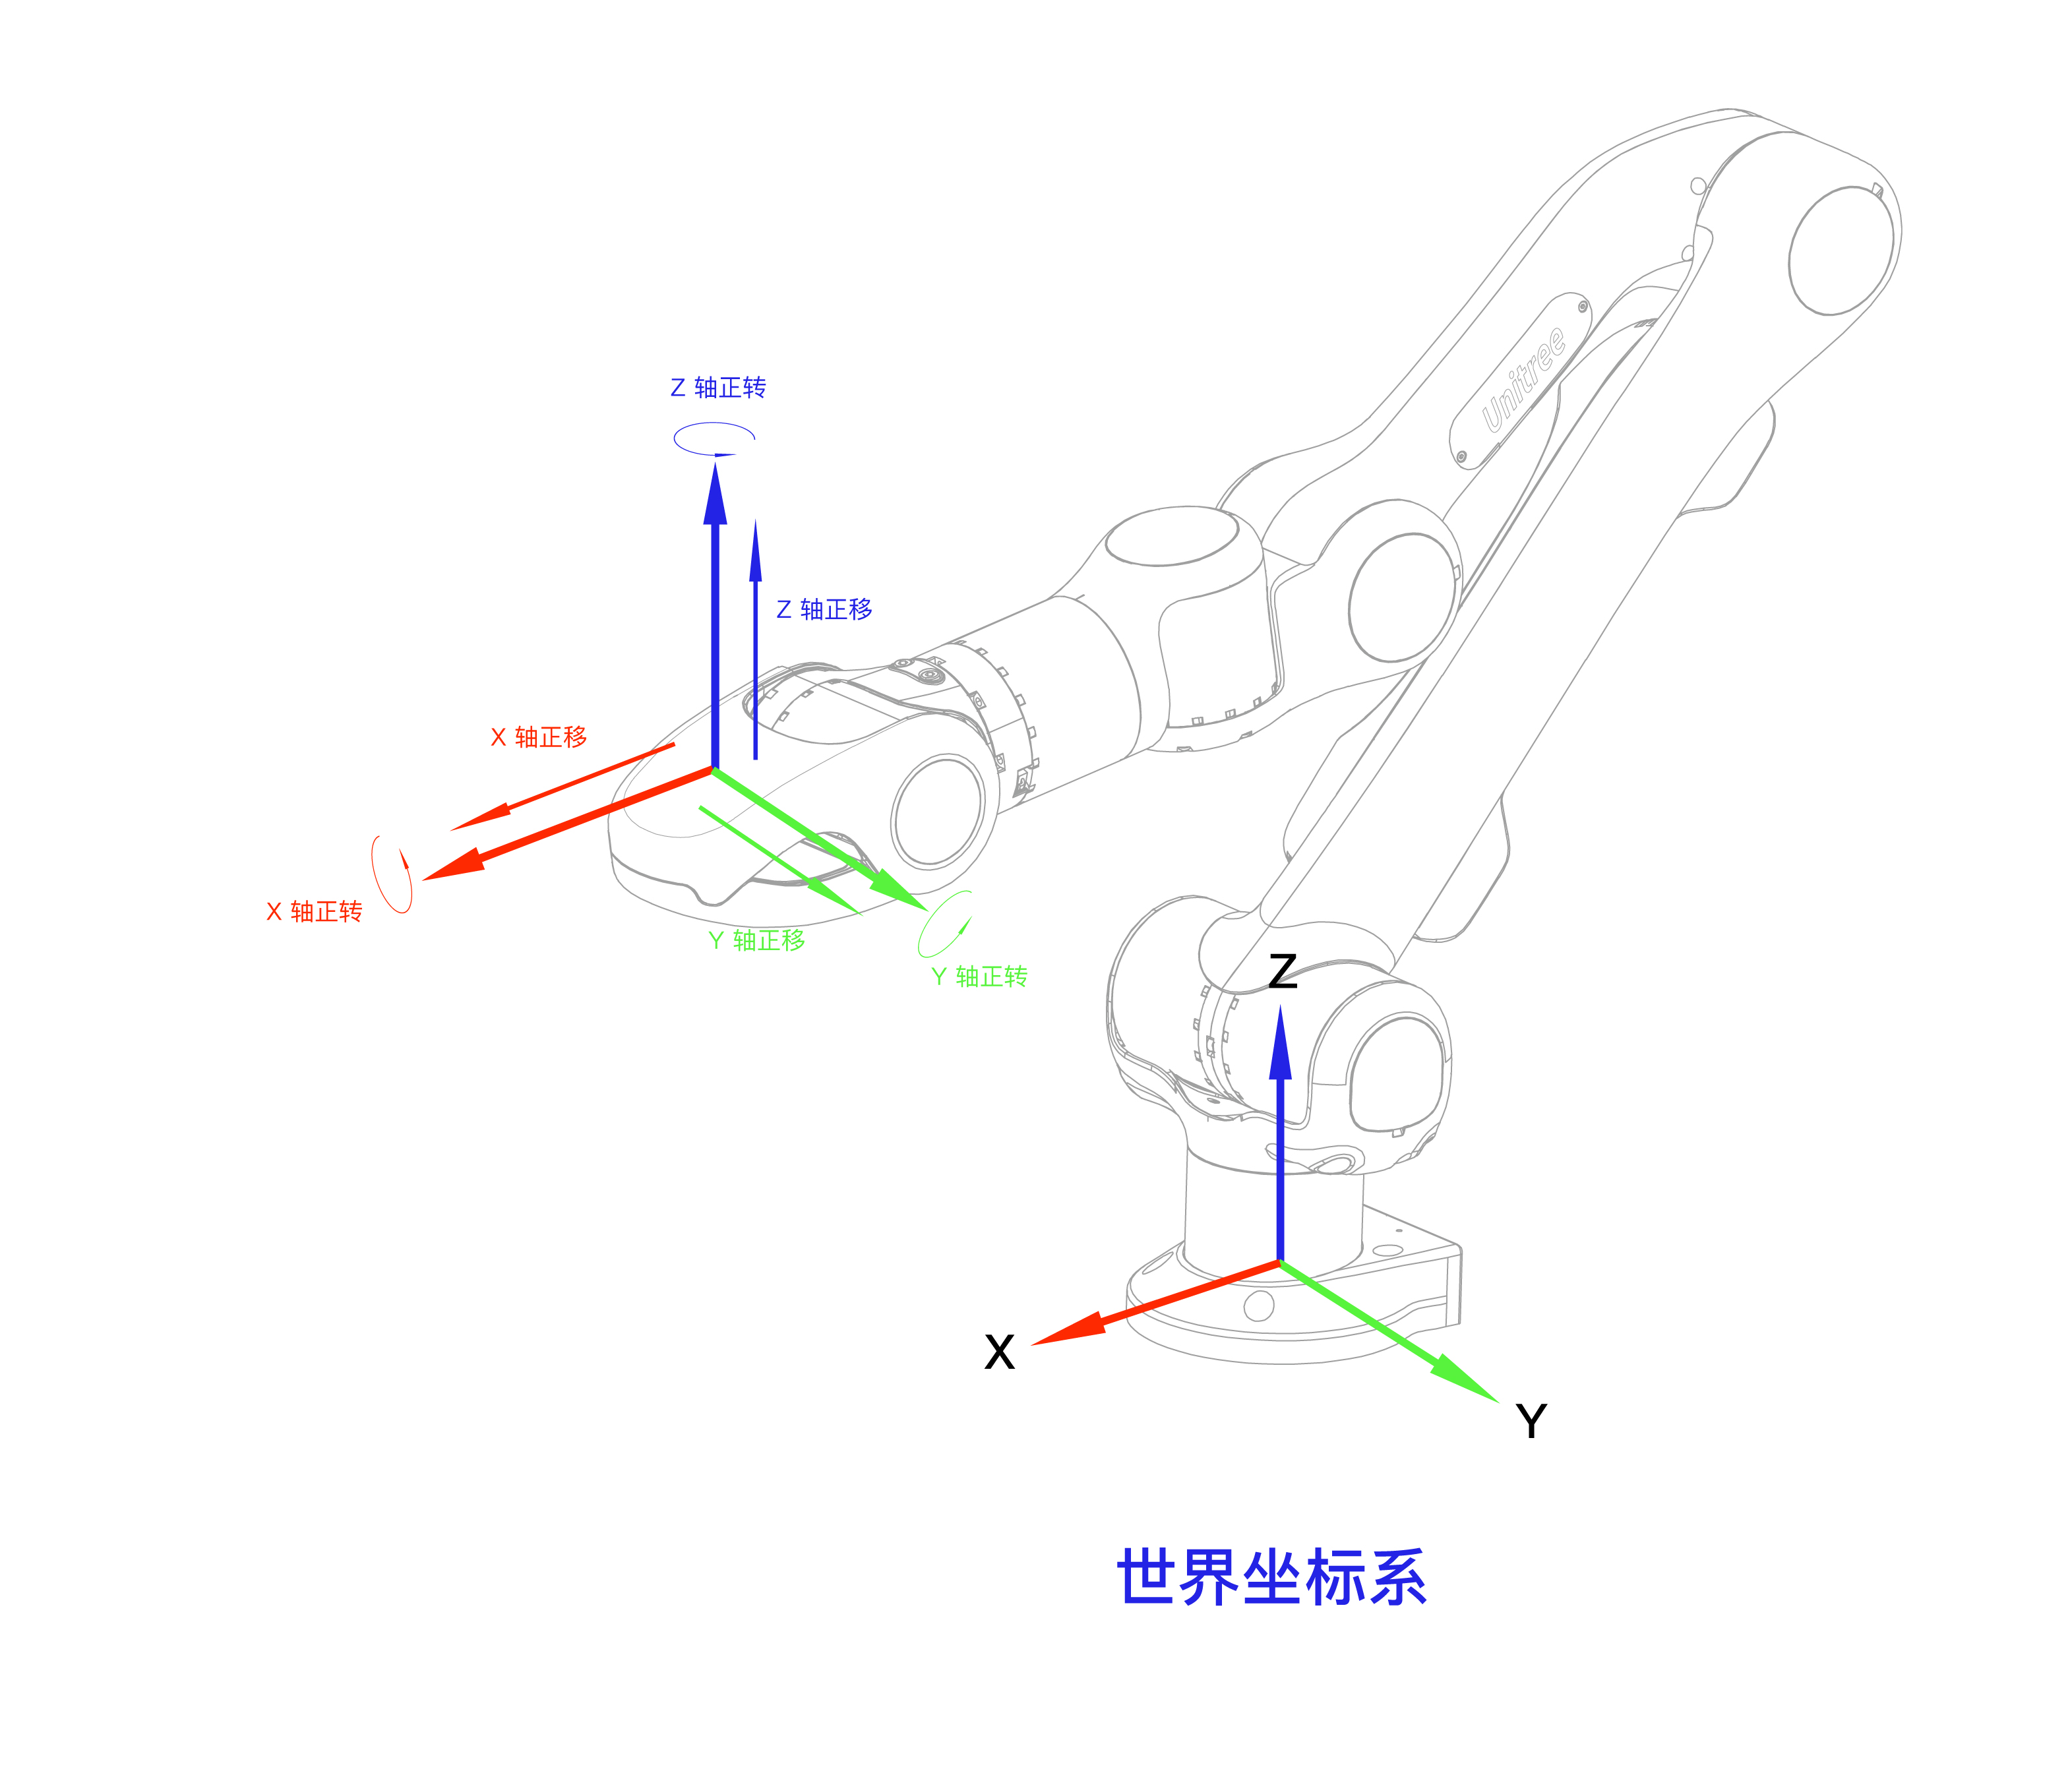 Unitree
Z 轴正转
Z 轴正移
X 轴正移
X 轴正转
Y 轴正移
Y 轴正转
Z
X
Y
世界坐标系